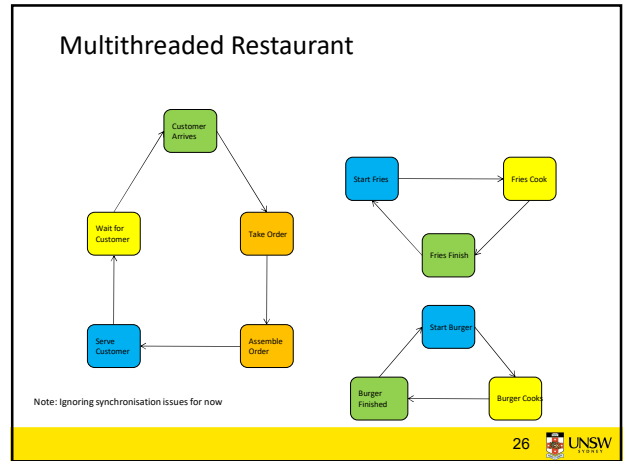 Multithreaded Restaurant
Customer
Arrives
Take Order
Assemble
Order
Serve
Customer
Wait for
Customer
Start Fries
Fries Cook
Fries Finish
Start Burger
Burger Cooks
Burger
Finished
Note: Ignoring synchronisation issues for now
26
UNSW
SYDNEY